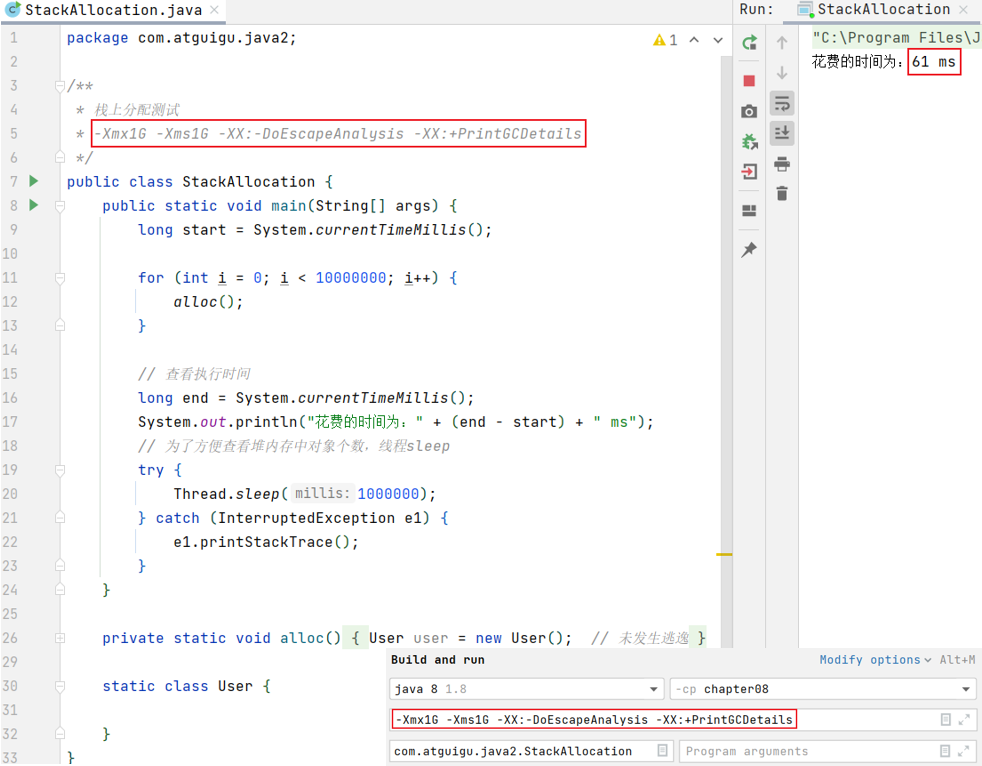 StackAllocation.java
1 package com.atguigu.java2;
1
2
3 /**
4 * 栈上分配测试
5 * -Xmx1G -Xms1G -XX:-DoEscapeAnalysis -XX:+PrintGCDetails
6 */
7 public class StackAllocation {
8 public static void main(String[] args) {
9 long start = System.currentTimeMillis();
10
11 for (int i = 0; i < 10000000; i++) {
12 alloc();
13 }
14
15 // 查看执行时间
16 long end = System.currentTimeMillis();
17 System.out.println("花费的时间为：" + (end - start) + " ms");
18 // 为了方便查看堆内存中对象个数，线程sleep
19 try {
20 Thread.sleep( millis: 1000000);
21 } catch (InterruptedException e1) {
22 e1.printStackTrace();
23 }
24 }
25
26 private static void alloc() { User user = new User(); // 未发生逃逸 }
29
30 static class User {
31
32 }
33 }
Run: StackAllocation
"C:\Program Files\J
花费的时间为：61 ms
Build and run
Modify options Alt+M
java 8 1.8
-cp chapter08
-Xmx1G -Xms1G -XX:-DoEscapeAnalysis -XX:+PrintGCDetails
com.atguigu.java2.StackAllocation
Program arguments